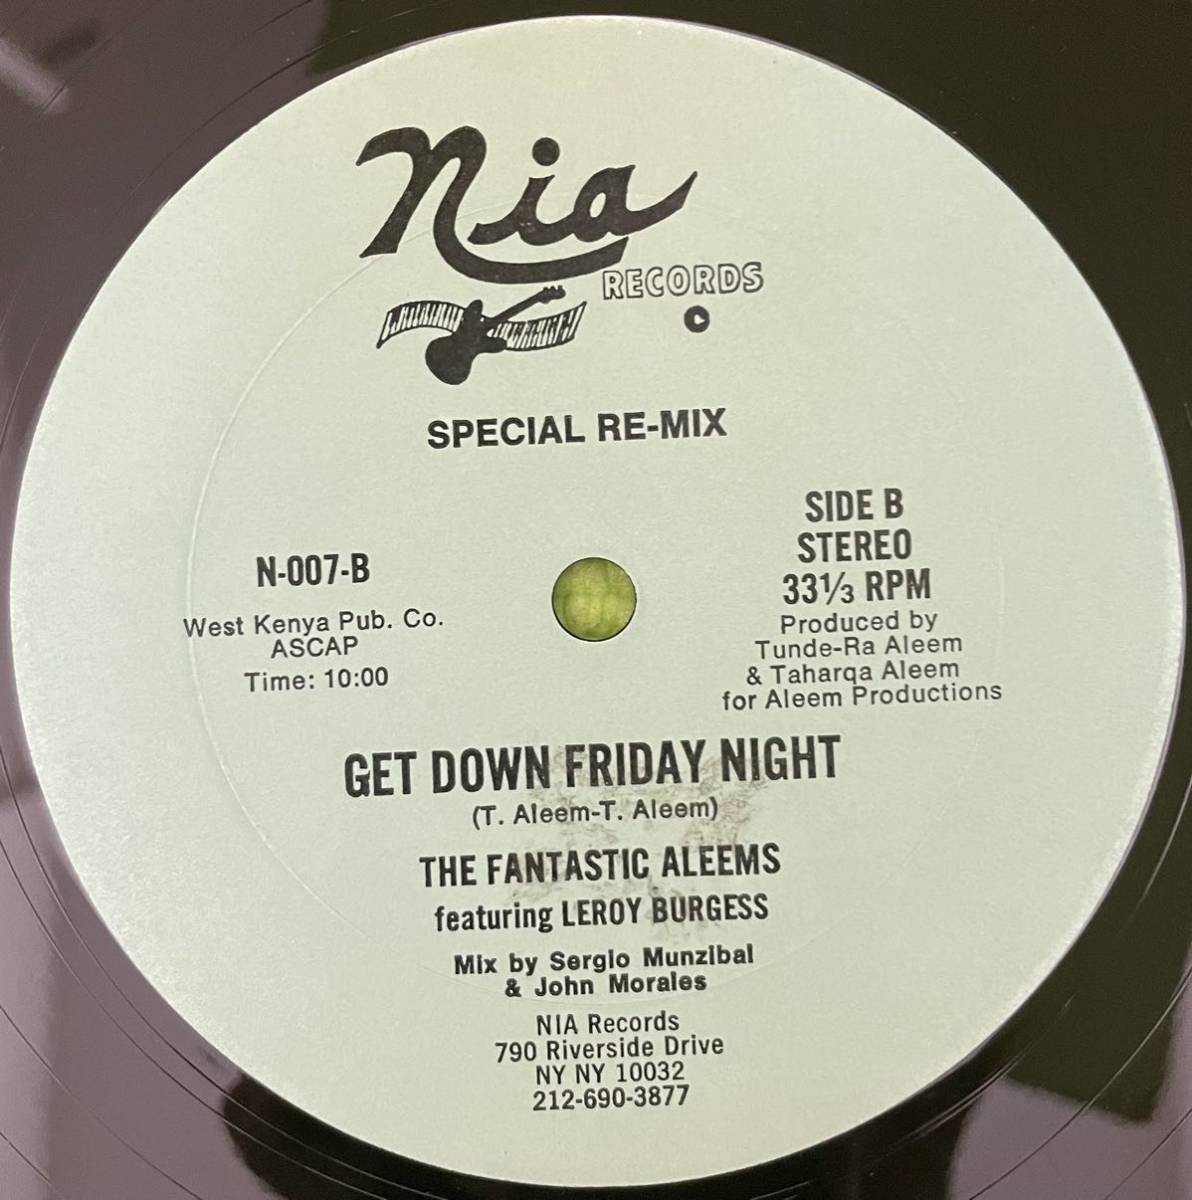 Nia
RECORDS
SPECIAL RE-MIX
SIDE B
STEREO
33⅓ RPM
Produced by
Tunde-Ra Aleem
& Taharqa Aleem
for Aleem Productions
N-007-B
West Kenya Pub. Co.
ASCAP
Time: 10:00
GET DOWN FRIDAY NIGHT
(T. Aleem-T. Aleem)
THE FANTASTIC ALEEMS
featuring LEROY BURGESS
Mix by Sergio Munzibal
& John Morales
NIA Records
790 Riverside Drive
NY NY 10032
212-690-3877